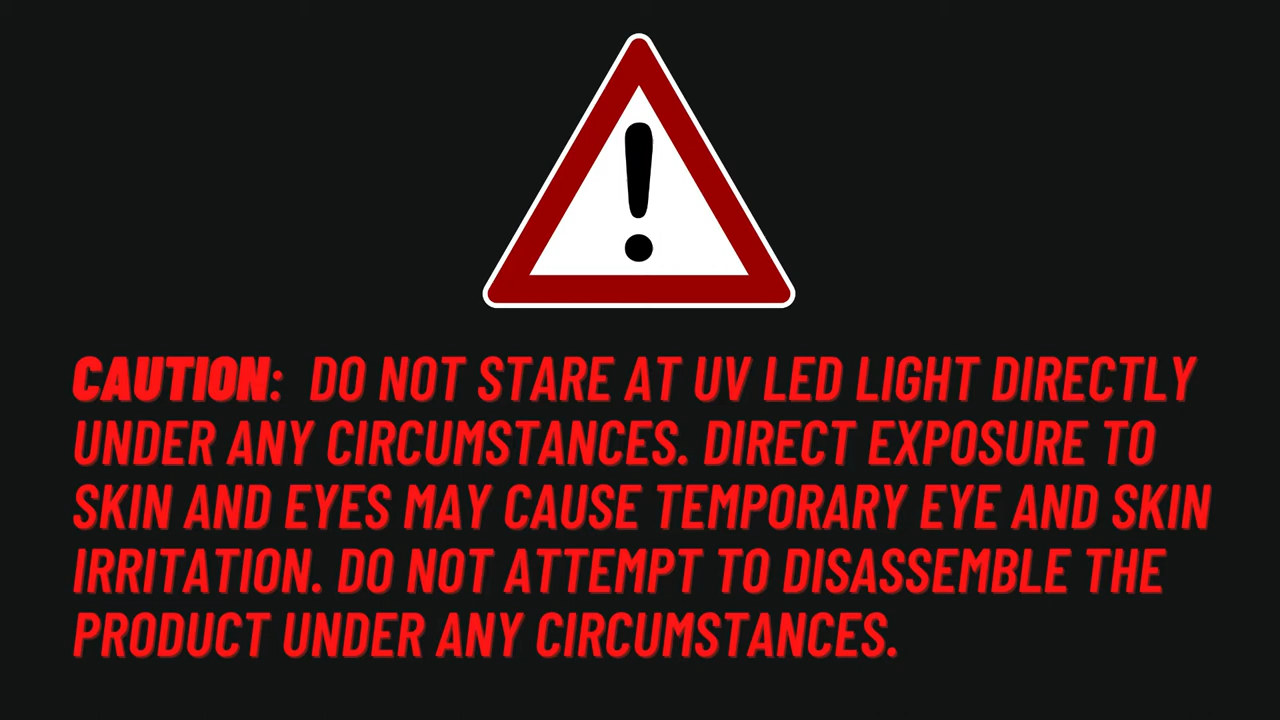 CAUTION: DO NOT STARE AT UV LED LIGHT DIRECTLY
UNDER ANY CIRCUMSTANCES. DIRECT EXPOSURE TO
SKIN AND EYES MAY CAUSE TEMPORARY EYE AND SKIN
IRRITATION. DO NOT ATTEMPT TO DISASSEMBLE THE
PRODUCT UNDER ANY CIRCUMSTANCES.